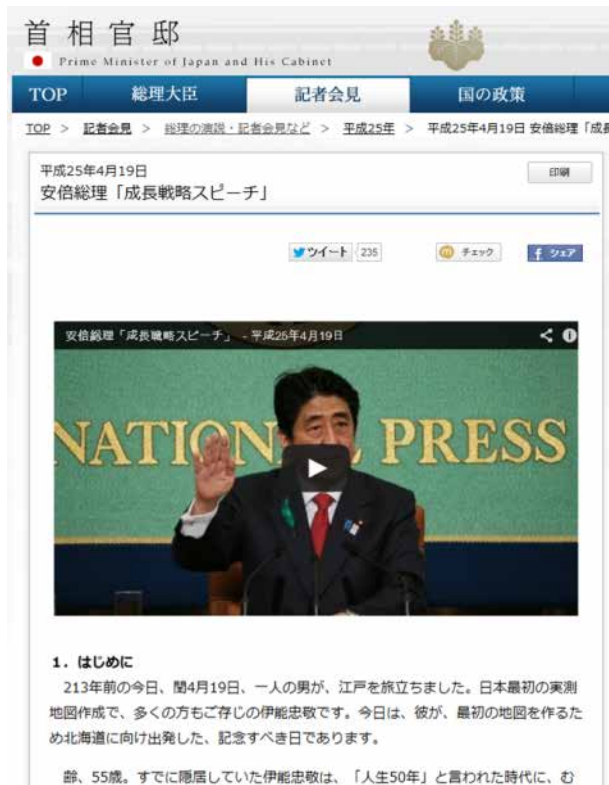 首相官邸
Prime Minister of Japan and His Cabinet
TOP 総理大臣 記者会見 国の政策
TOP > 記者会見 > 総理の演説・記者会見など > 平成25年 > 平成25年4月19日 安倍総理「成長
平成25年4月19日
印刷
安倍総理「成長戦略スピーチ」
ツイート 235 チェック シェア
安倍総理「成長戦略スピーチ」 - 平成25年4月19日
NATIONAL PRESS
1. はじめに
213年前の今日、閏4月19日、一人の男が、江戸を旅立ちました。日本最初の実測
地図作成で、多くの方もご存じの伊能忠敬です。今日は、彼が、最初の地図を作るた
め北海道に向け出発した、記念すべき日であります。
齢、55歳。すでに隠居していた伊能忠敬は、「人生50年」と言われた時代に、む